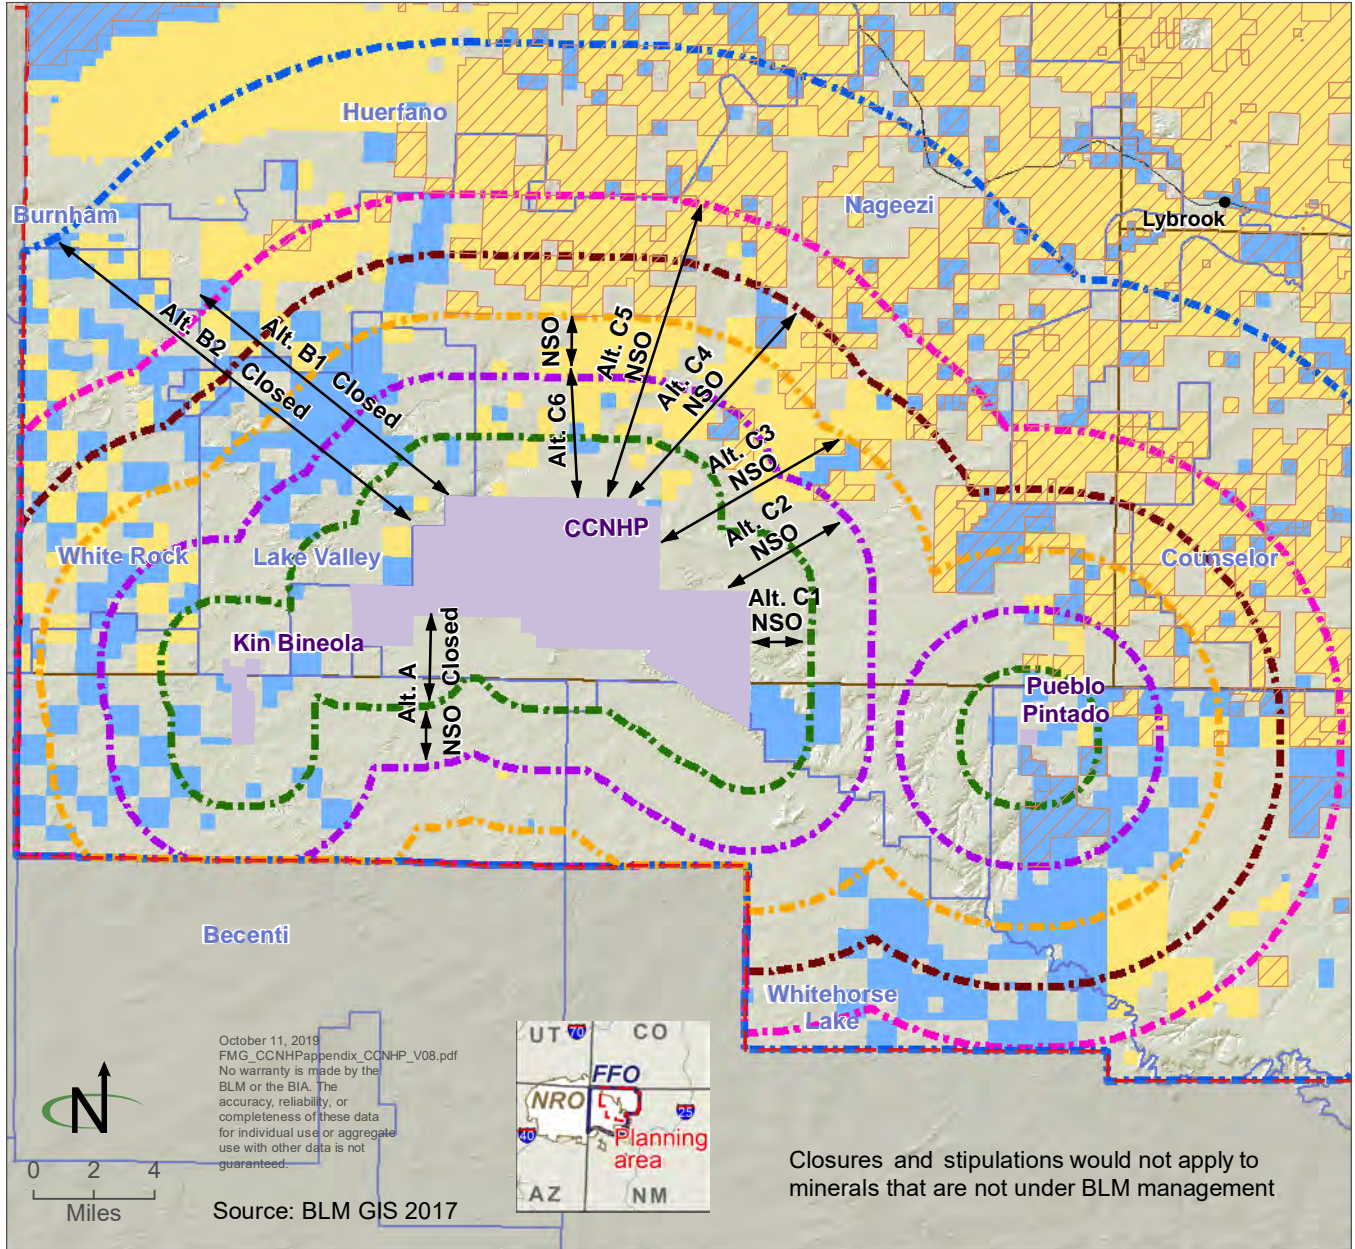 Huerfano
Burnham
Nageezi
Lybrook
Alt. B2 Closed
Alt. B1 Closed
NSO
Alt. C6
Alt. C5
NSO
Alt. C4
NSO
Alt. C3
NSO
Alt. C2
NSO
Alt. C1
NSO
CCNHP
White Rock
Lake Valley
Counselor
Kin Bineola
Alt. A
Closed
NSO
Pueblo
Pintado
Becenti
Whitehorse
Lake
October 11, 2019
FMG_CCNHPappendix_CCNHP_V08.pdf
No warranty is made by the
BLM or the BIA. The
accuracy, reliability, or
completeness of these data
for individual use or aggregate
use with other data is not
guaranteed.
N
0 2 4
Miles
Source: BLM GIS 2017
UT 70 CO
FFO
NRO
25
40
Planning
area
AZ NM
Closures and stipulations would not apply to
minerals that are not under BLM management